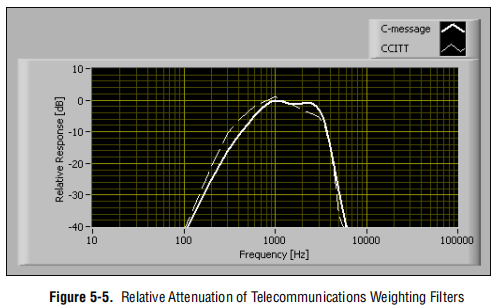 C-message
CCITT
10
0
-10
-20
-30
-40
Relative Response [dB]
10 100 1000 10000 100000
Frequency [Hz]
Figure 5-5. Relative Attenuation of Telecommunications Weighting Filters